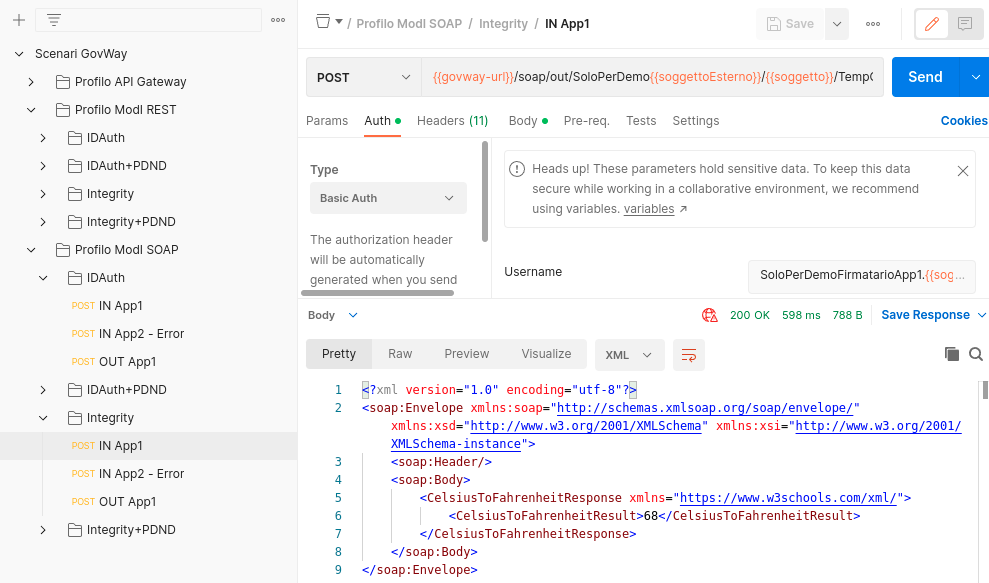 Scenari GovWay
Profilo API Gateway
Profilo ModI REST
IDAuth
IDAuth+PDND
Integrity
Integrity+PDND
Profilo ModI SOAP
IDAuth
POST IN App1
POST IN App2 - Error
POST OUT App1
IDAuth+PDND
Integrity
POST IN App1
POST IN App2 - Error
POST OUT App1
Integrity+PDND
/ Profilo ModI SOAP / Integrity / IN App1
Save
POST
{{govway-url}}/soap/out/SoloPerDemo{{soggettoEsterno}}/{{soggetto}}/TempC
Send
Params Auth Headers (11) Body Pre-req. Tests Settings
Cookies
Type
Basic Auth
The authorization header
will be automatically
generated when you send
Heads up! These parameters hold sensitive data. To keep this data
secure while working in a collaborative environment, we recommend
using variables. variables ↗
Username
SoloPerDemoFirmatarioApp1.{{sog...
Body
200 OK 598 ms 788 B Save Response
Pretty Raw Preview Visualize XML
1 <?xml version="1.0" encoding="utf-8"?>
2 <soap:Envelope xmlns:soap="http://schemas.xmlsoap.org/soap/envelope/"
xmlns:xsd="http://www.w3.org/2001/XMLSchema" xmlns:xsi="http://www.w3.org/2001/
XMLSchema-instance">
3 <soap:Header/>
4 <soap:Body>
5 <CelsiusToFahrenheitResponse xmlns="https://www.w3schools.com/xml/">
6 <CelsiusToFahrenheitResult>68</CelsiusToFahrenheitResult>
7 </CelsiusToFahrenheitResponse>
8 </soap:Body>
9 </soap:Envelope>